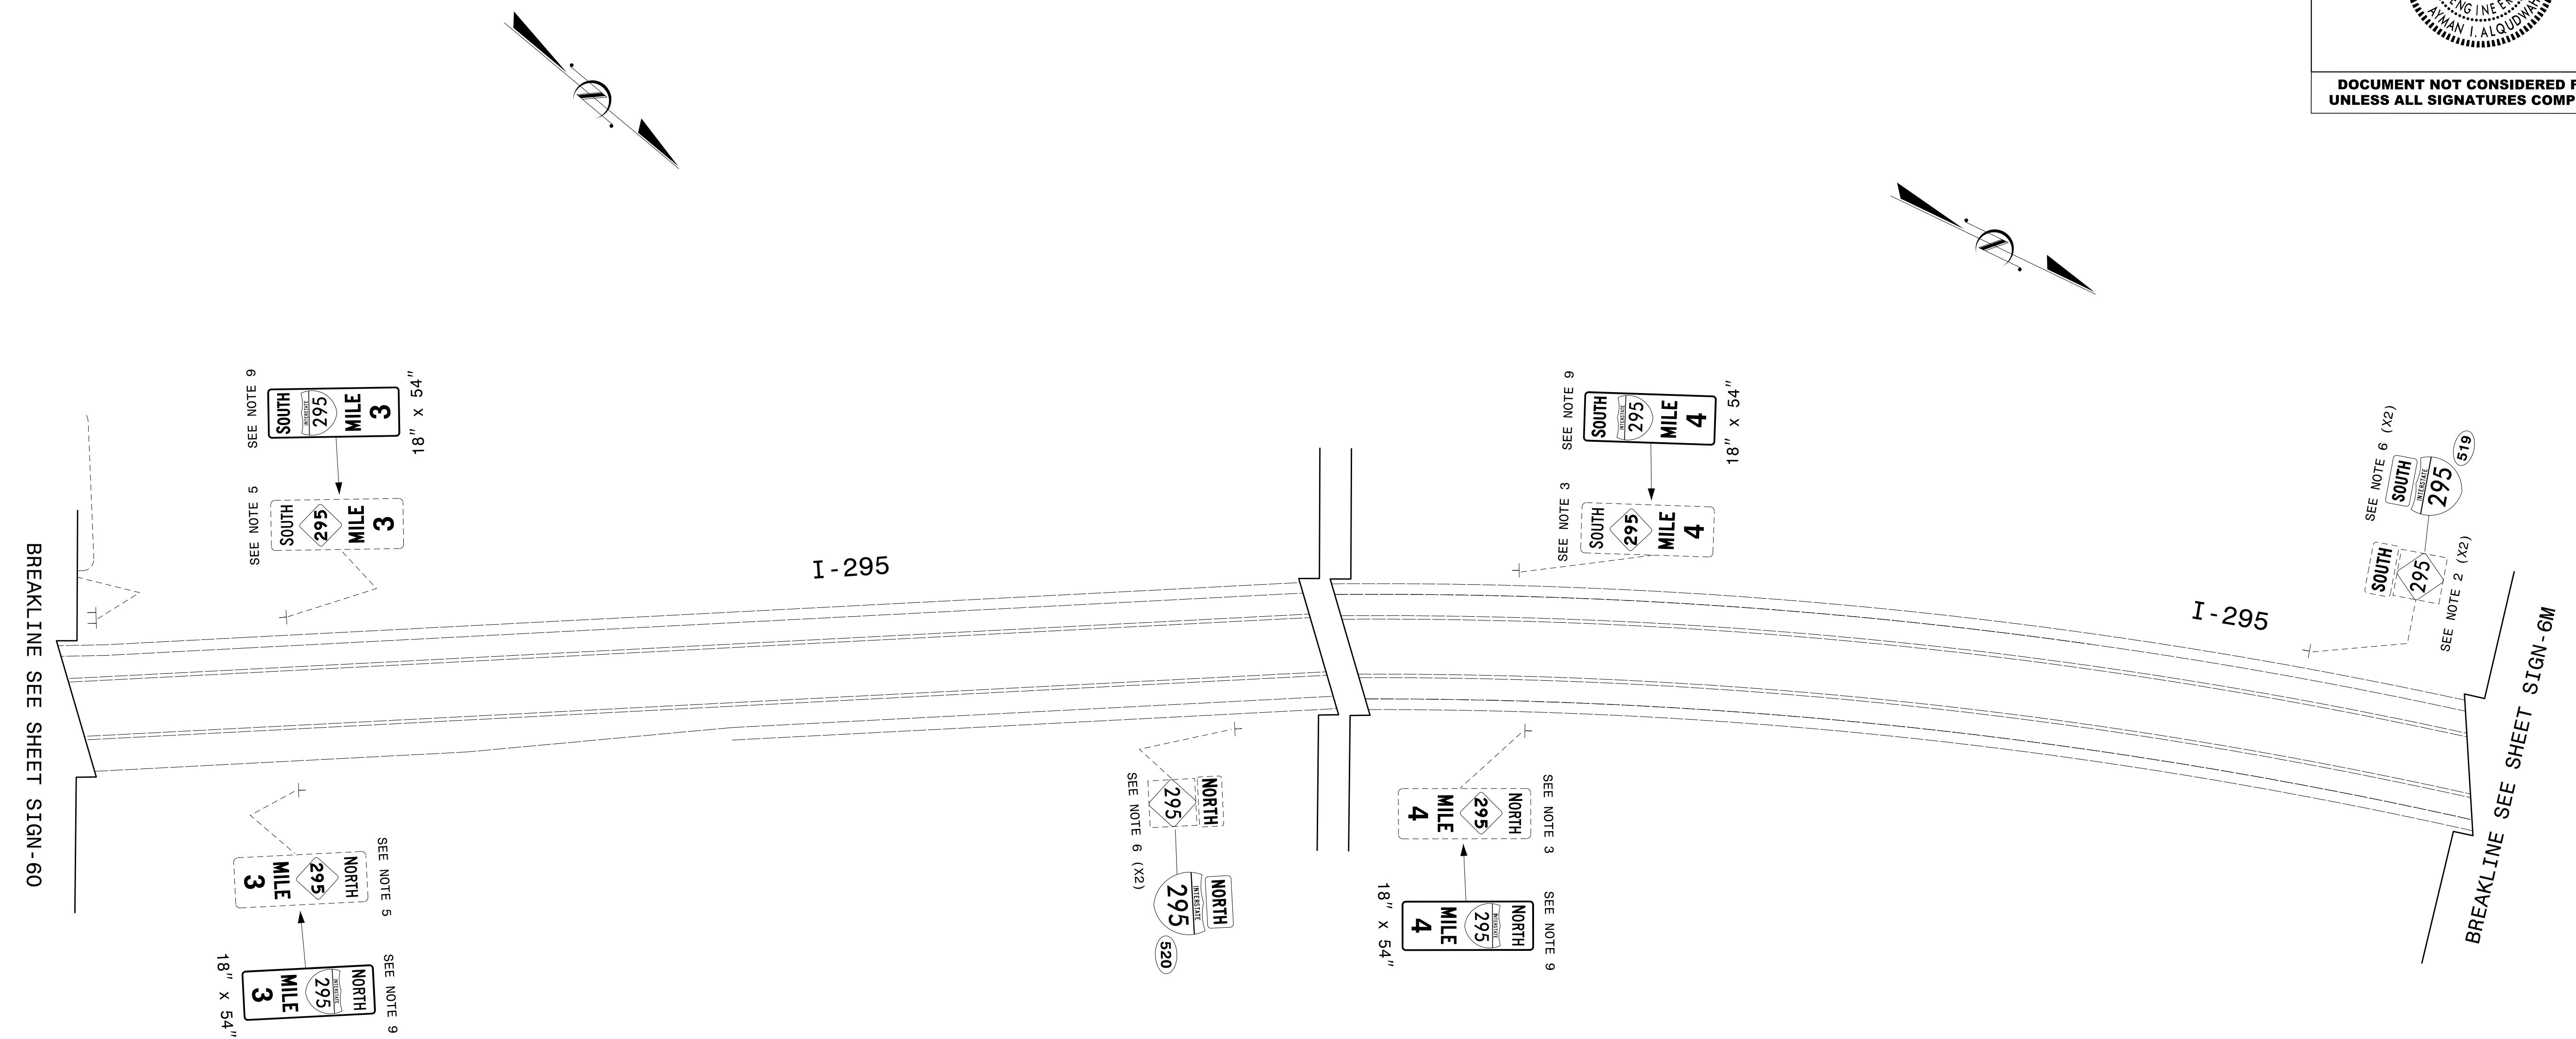 ENGINEER
AYMAN I. ALQUDWAH
DOCUMENT NOT CONSIDERED
UNLESS ALL SIGNATURES
SEE NOTE 9
SOUTH
INTERSTATE
295
MILE
3
18" x 54"
SEE NOTE 5
SOUTH
295
MILE
3
SEE NOTE 9
SOUTH
INTERSTATE
295
MILE
4
18" x 54"
SEE NOTE 3
SOUTH
295
MILE
4
SEE NOTE 6 (X2)
SOUTH
INTERSTATE
295
519
SOUTH
295
SEE NOTE 2 (X2)
I-295
I-295
BREAKLINE SEE SHEET SIGN-60
BREAKLINE SEE SHEET SIGN-6M
SEE NOTE 5
NORTH
295
MILE
3
SEE NOTE 9
NORTH
INTERSTATE
295
MILE
3
18" x 54"
NORTH
295
SEE NOTE 6 (X2)
NORTH
INTERSTATE
295
520
SEE NOTE 3
NORTH
295
MILE
4
SEE NOTE 9
NORTH
INTERSTATE
295
MILE
4
18" x 54"